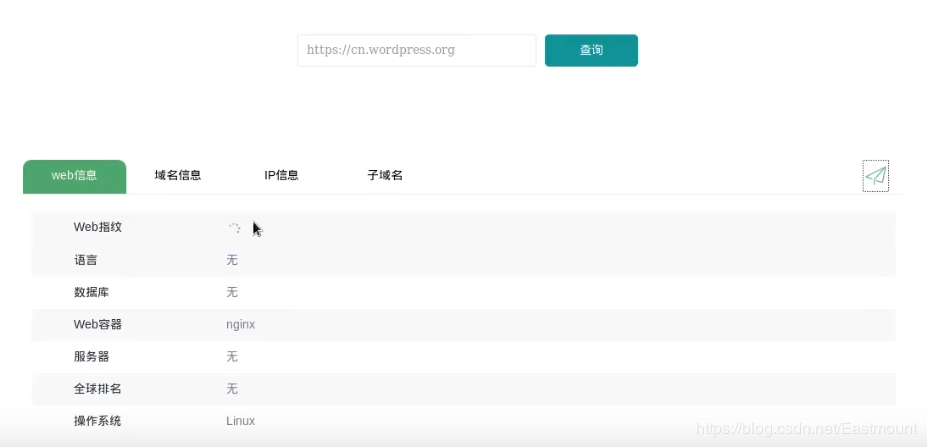 https://cn.wordpress.org 查询
web信息 域名信息 IP信息 子域名
Web指纹
语言 无
数据库 无
Web容器 nginx
服务器 无
全球排名 无
操作系统 Linux
https://blog.csdn.net/Eastmount